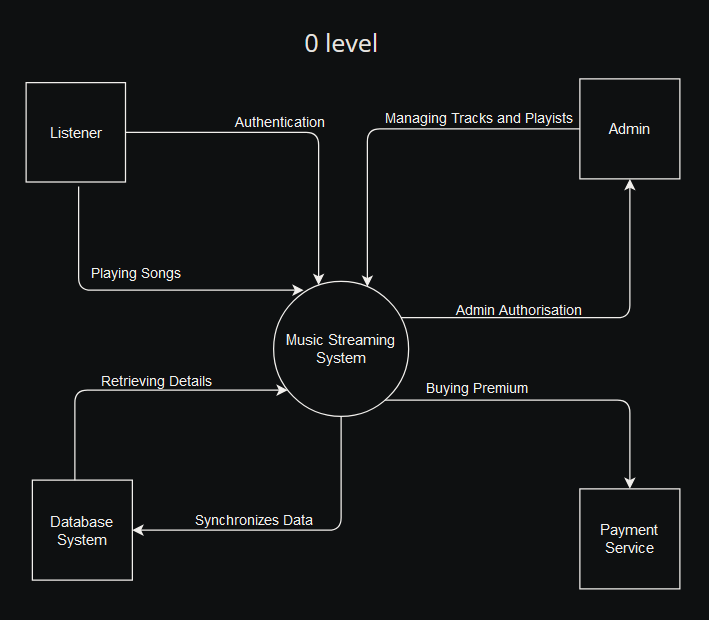 0 level
Listener
Authentication
Managing Tracks and Playists
Admin
Playing Songs
Admin Authorisation
Music Streaming
System
Retrieving Details
Buying Premium
Database
System
Synchronizes Data
Payment
Service